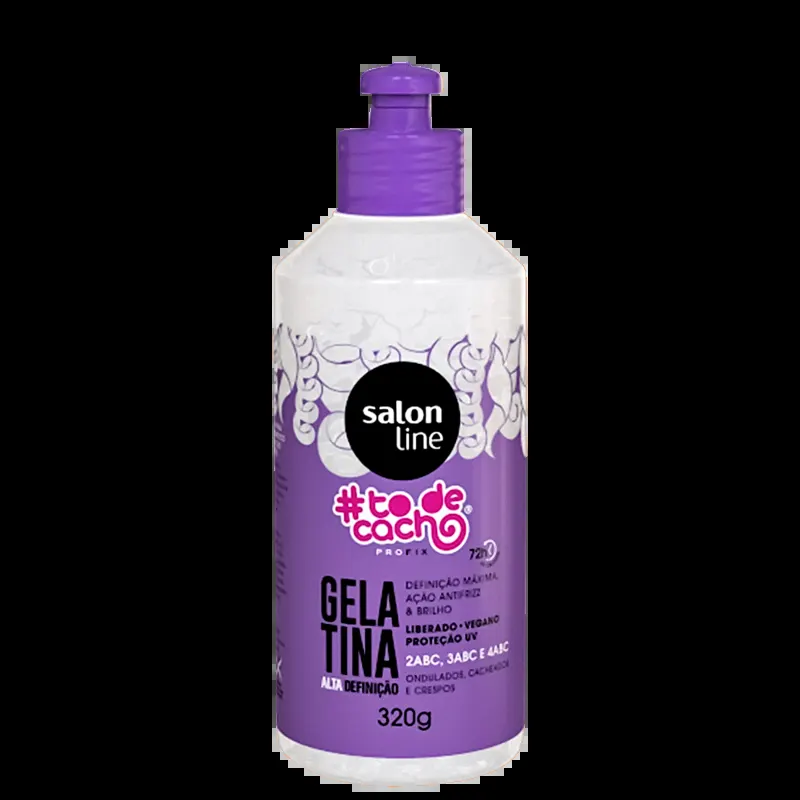 salon
line
#to de
cacho®
PROFIX
72h
GELA
TINA
ALTA DEFINIÇÃO
DEFINIÇÃO MÁXIMA,
AÇÃO ANTIFRIZZ
& BRILHO
LIBERADO • VEGANO
PROTEÇÃO UV
2ABC, 3ABC E 4ABC
ONDULADOS, CACHEADOS
E CRESPOS
320g